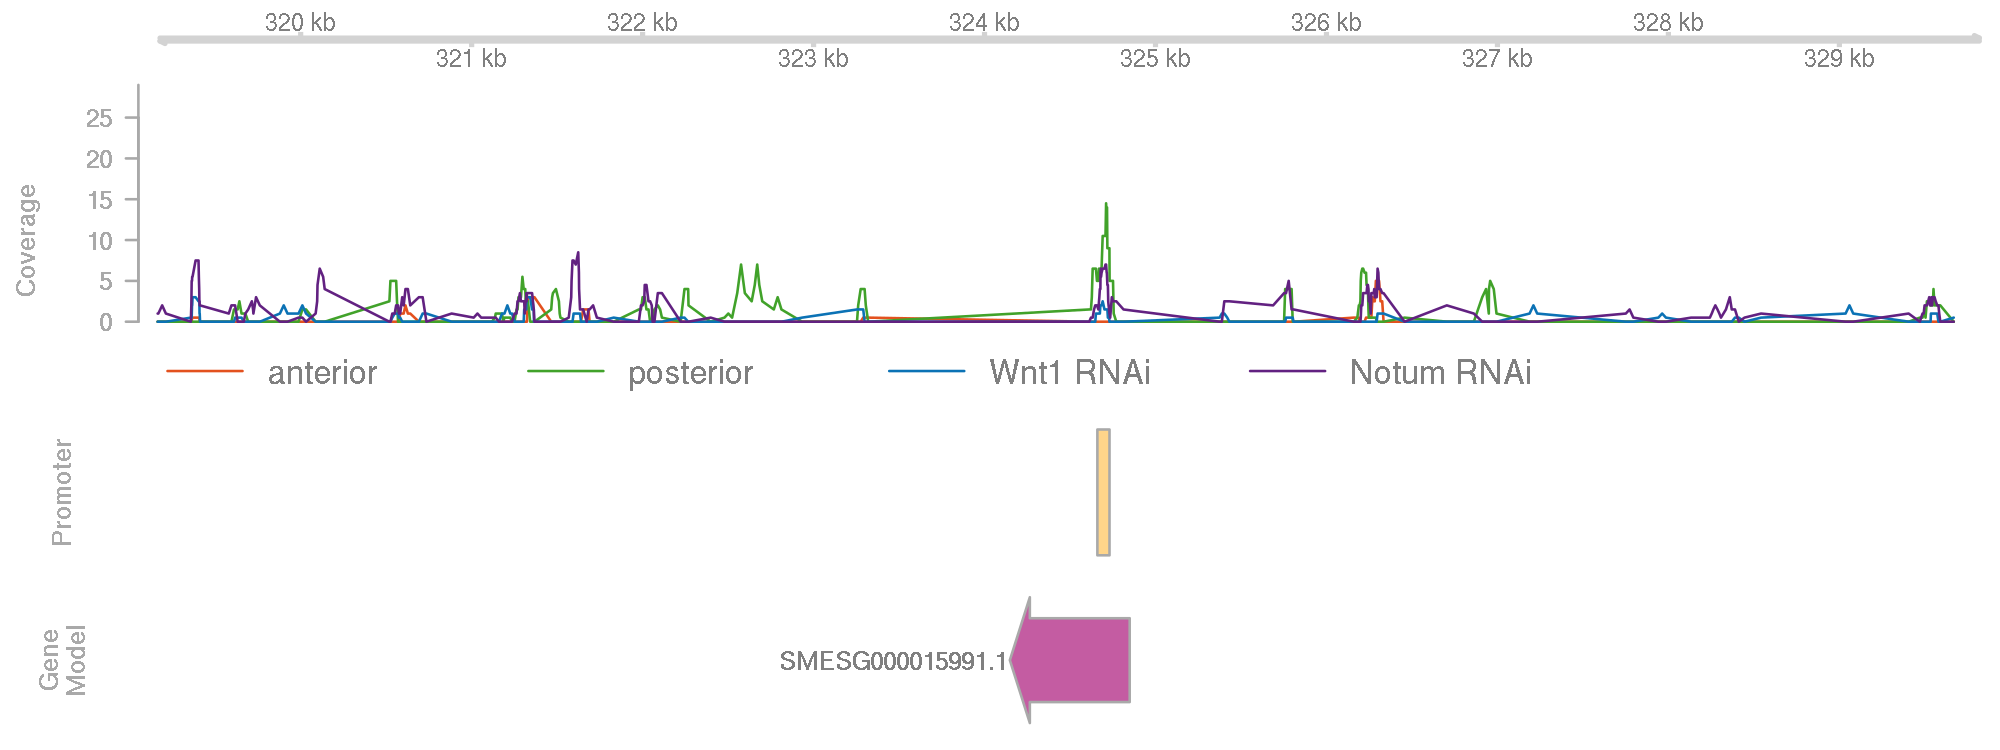 320 kb 322 kb 324 kb 326 kb 328 kb
321 kb 323 kb 325 kb 327 kb 329 kb
Coverage
25
20
15
10
5
0
anterior posterior Wnt1 RNAi Notum RNAi
Promoter
Gene
Model
SMESG000015991.1